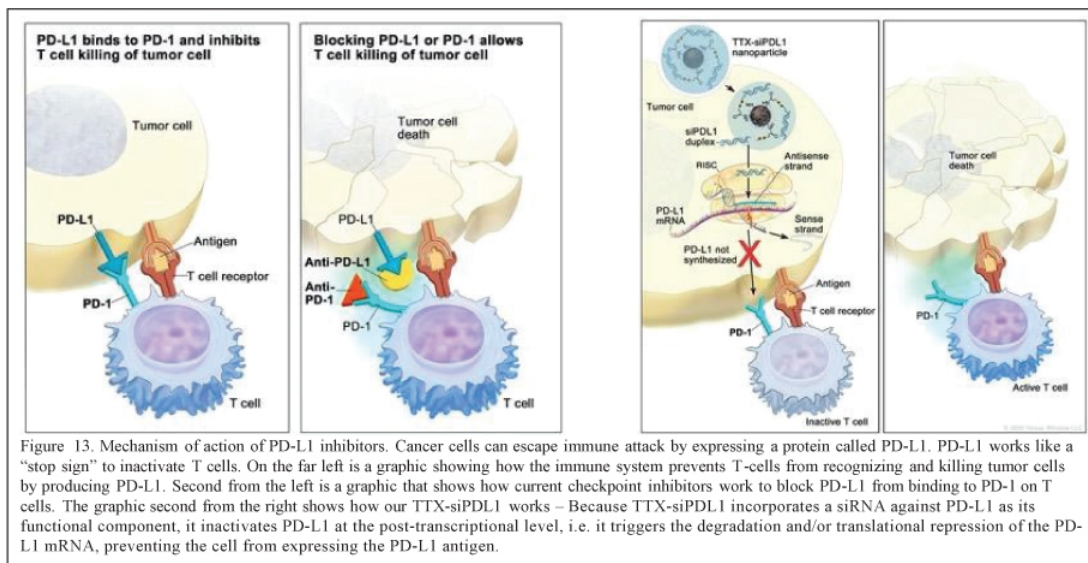 PD-L1 binds to PD-1 and inhibits
T cell killing of tumor cell
Tumor cell
PD-L1
Antigen
T cell receptor
PD-1
T cell
Blocking PD-L1 or PD-1 allows
T cell killing of tumor cell
Tumor cell
death
PD-L1
Anti-PD-L1
Anti-
PD-1
PD-1
T cell
TTX-siPDL1
nanoparticle
Tumor cell
siPDL1
duplex
Antisense
strand
RISC
PD-L1
mRNA
Sense
strand
PD-L1 not
synthesized
Antigen
T cell receptor
PD-1
Inactive T cell
Tumor cell
death
PD-1
Active T cell
Figure 13. Mechanism of action of PD-L1 inhibitors. Cancer cells can escape immune attack by expressing a protein called PD-L1. PD-L1 works like a
“stop sign” to inactivate T cells. On the far left is a graphic showing how the immune system prevents T-cells from recognizing and killing tumor cells
by producing PD-L1. Second from the left is a graphic that shows how current checkpoint inhibitors work to block PD-L1 from binding to PD-1 on T
cells. The graphic second from the right shows how our TTX-siPDL1 works – Because TTX-siPDL1 incorporates a siRNA against PD-L1 as its
functional component, it inactivates PD-L1 at the post-transcriptional level, i.e. it triggers the degradation and/or translational repression of the PD-
L1 mRNA, preventing the cell from expressing the PD-L1 antigen.